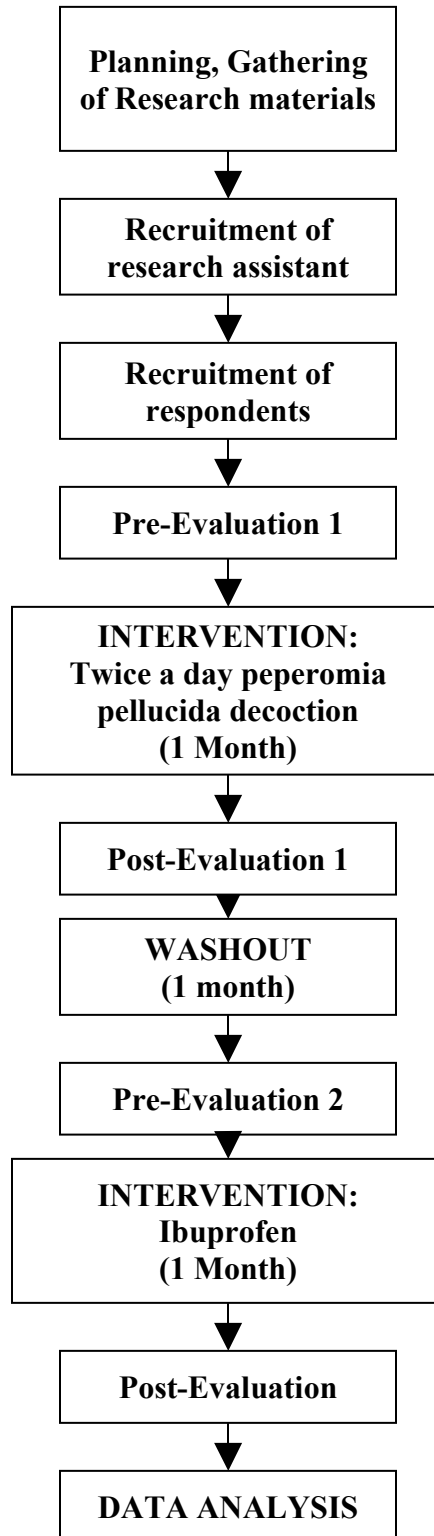 Planning, Gathering
of Research materials
Recruitment of
research assistant
Recruitment of
respondents
Pre-Evaluation 1
INTERVENTION:
Twice a day peperomia
pellucida decoction
(1 Month)
Post-Evaluation 1
WASHOUT
(1 month)
Pre-Evaluation 2
INTERVENTION:
Ibuprofen
(1 Month)
Post-Evaluation
DATA ANALYSIS